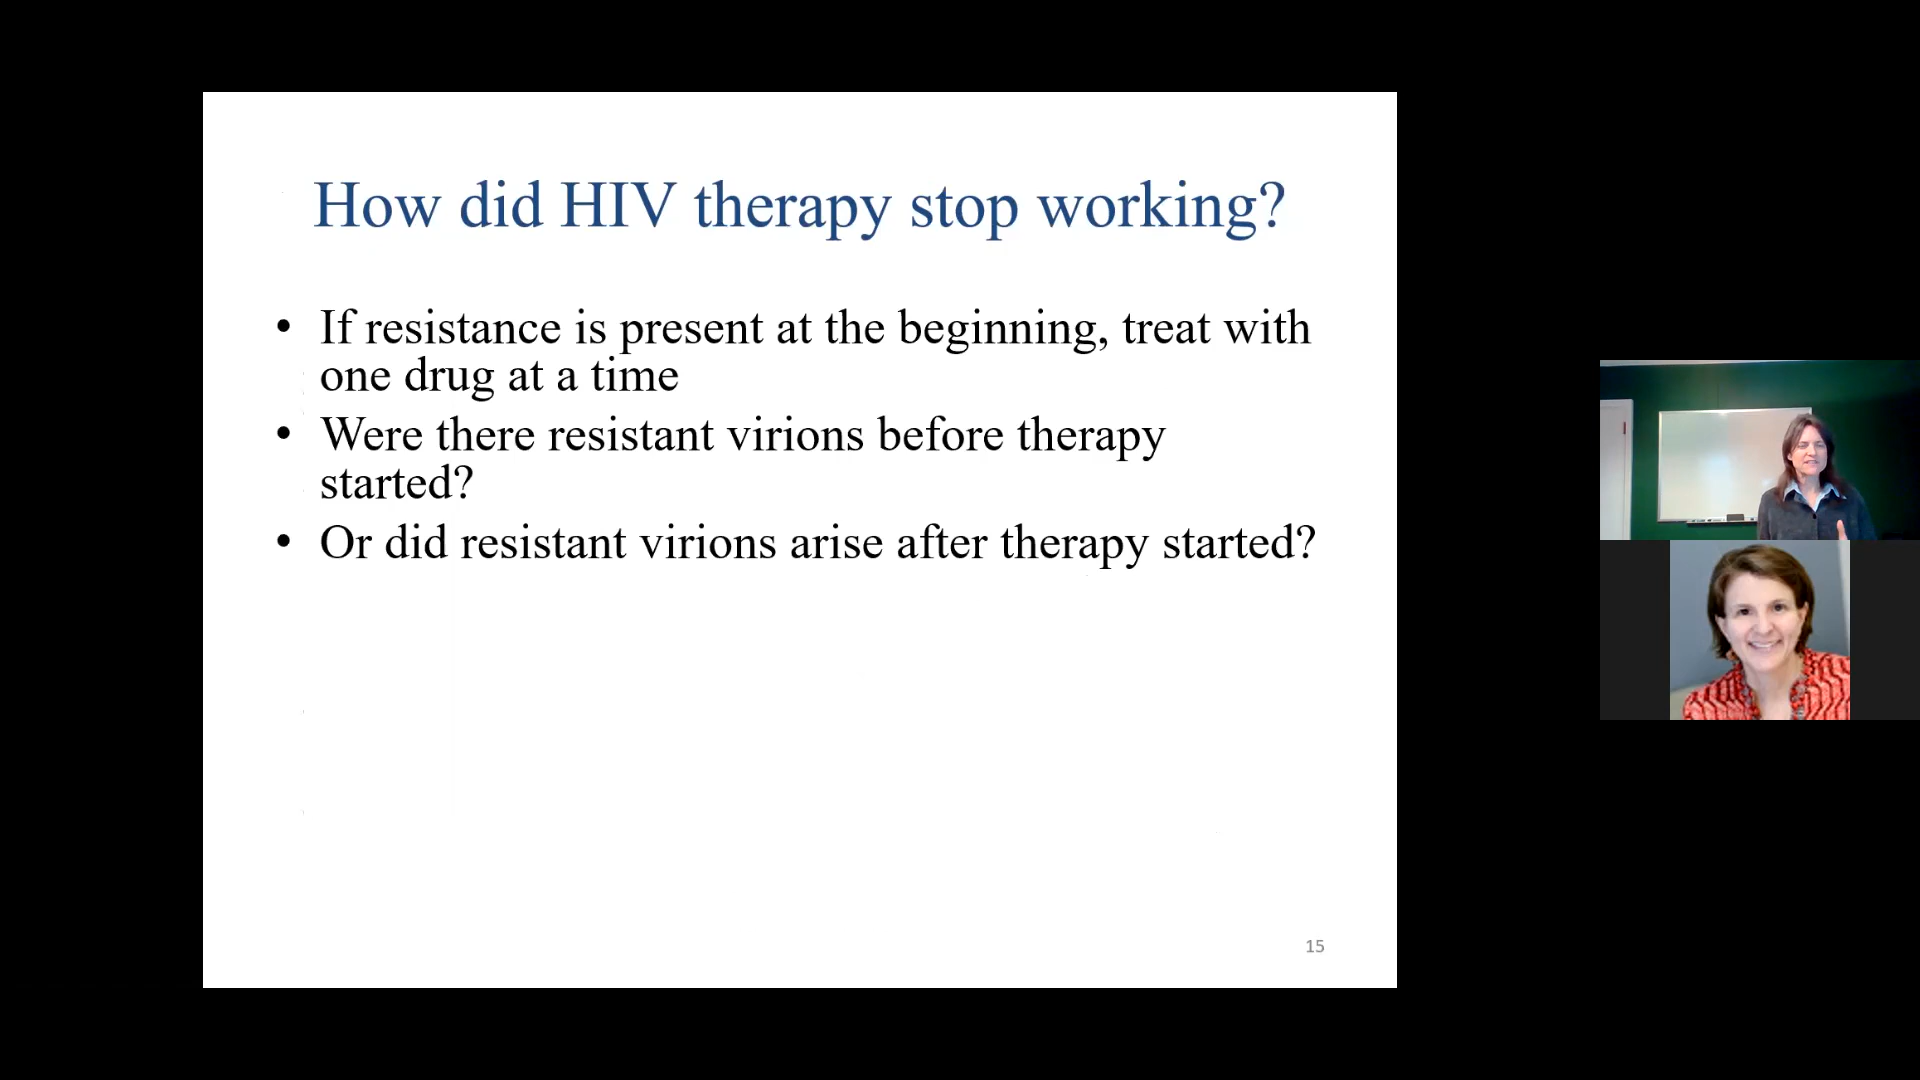 How did HIV therapy stop working?
• If resistance is present at the beginning, treat with
one drug at a time
• Were there resistant virions before therapy
started?
• Or did resistant virions arise after therapy started?
15